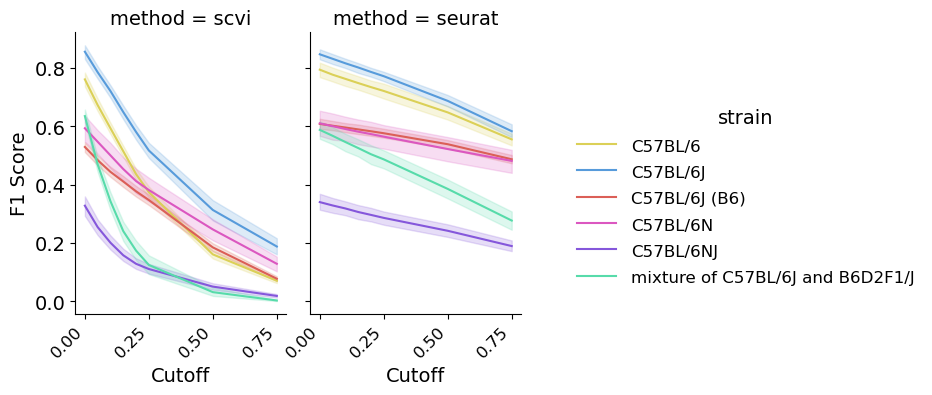 method = scvi
method = seurat
F1 Score
0.8
0.6
0.4
0.2
0.0
0.00
0.25
0.50
0.75
Cutoff
0.00
0.25
0.50
0.75
Cutoff
strain
C57BL/6
C57BL/6J
C57BL/6J (B6)
C57BL/6N
C57BL/6NJ
mixture of C57BL/6J and B6D2F1/J